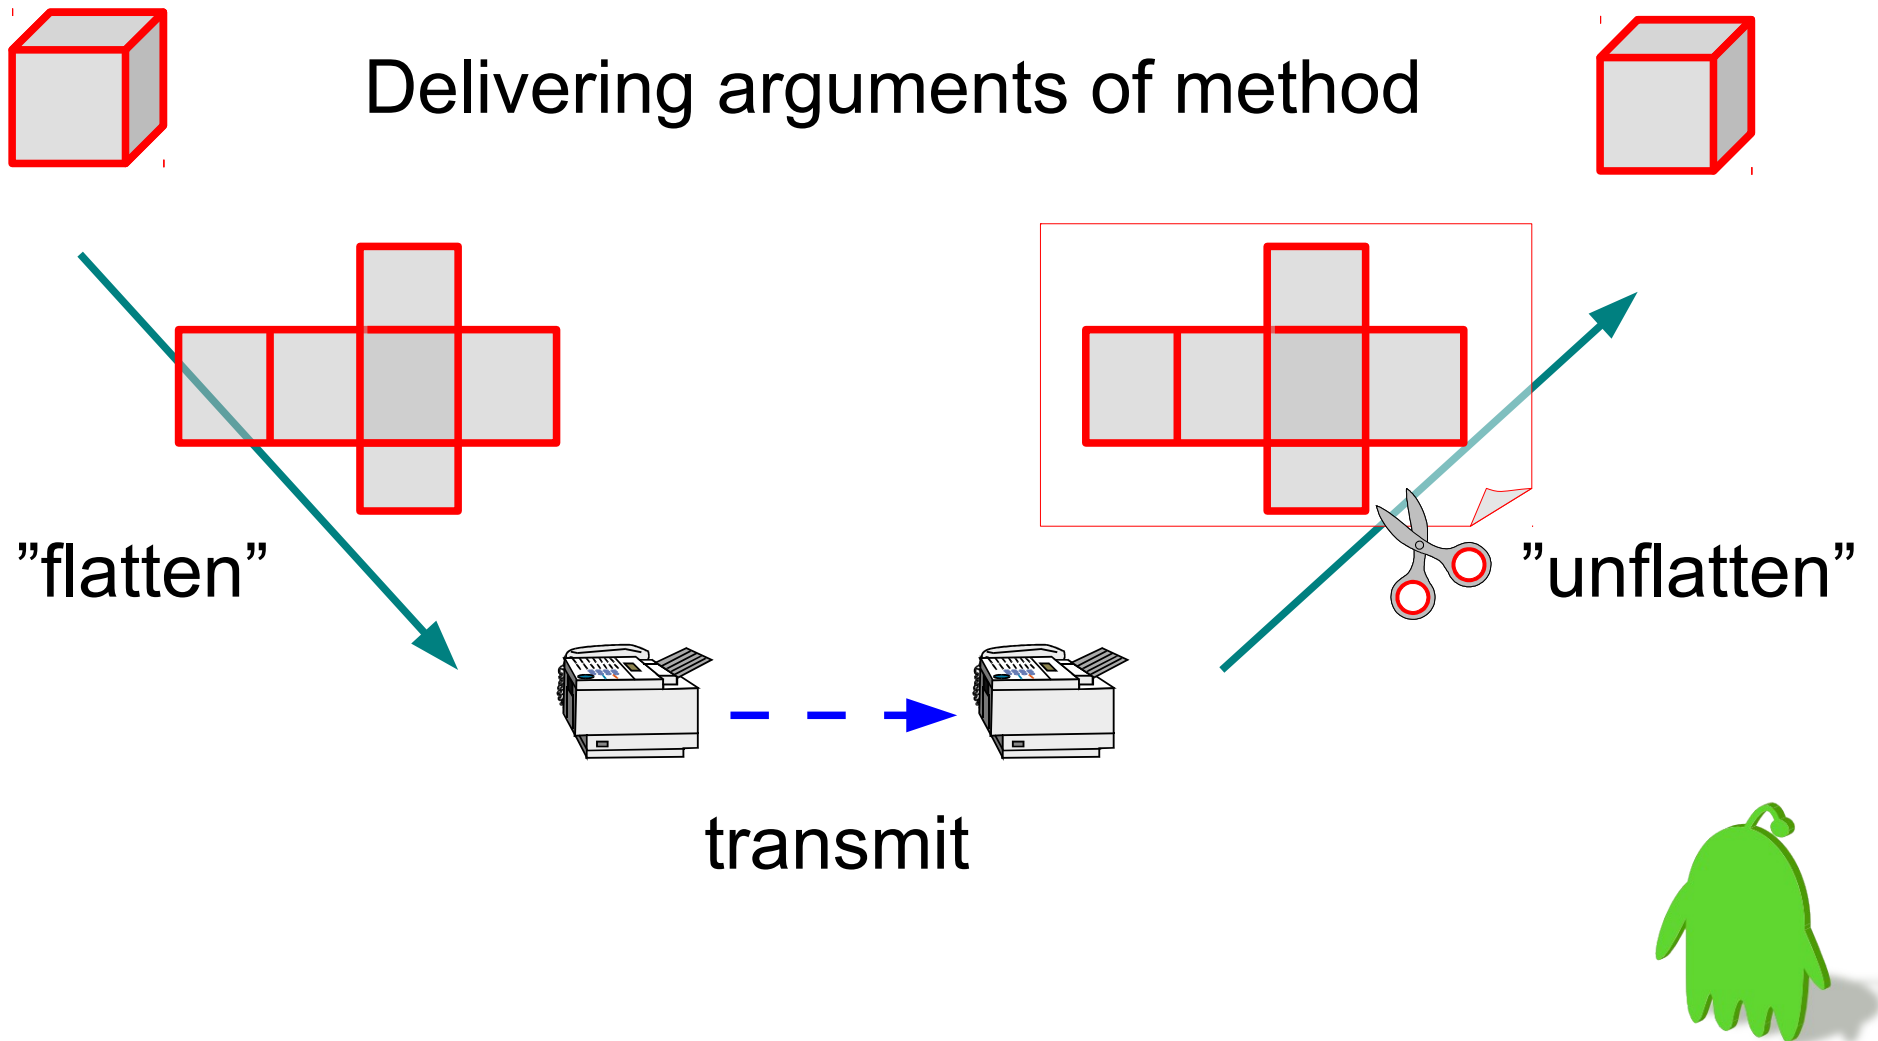 Delivering arguments of method
”flatten”
”unflatten”
transmit